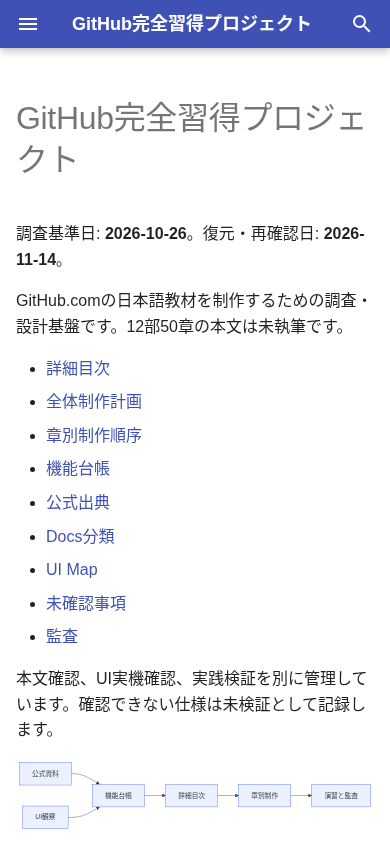 GitHub完全習得プロジェクト
GitHub完全習得プロジェ
クト
調査基準日: 2026-10-26。復元・再確認日: 2026-
11-14。
GitHub.comの日本語教材を制作するための調査・
設計基盤です。12部50章の本文は未執筆です。
詳細目次
全体制作計画
章別制作順序
機能台帳
公式出典
Docs分類
UI Map
未確認事項
監査
本文確認、UI実機確認、実践検証を別に管理して
います。確認できない仕様は未検証として記録し
ます。
公式資料
UI観察
機能台帳
詳細目次
章別制作
演習と監査